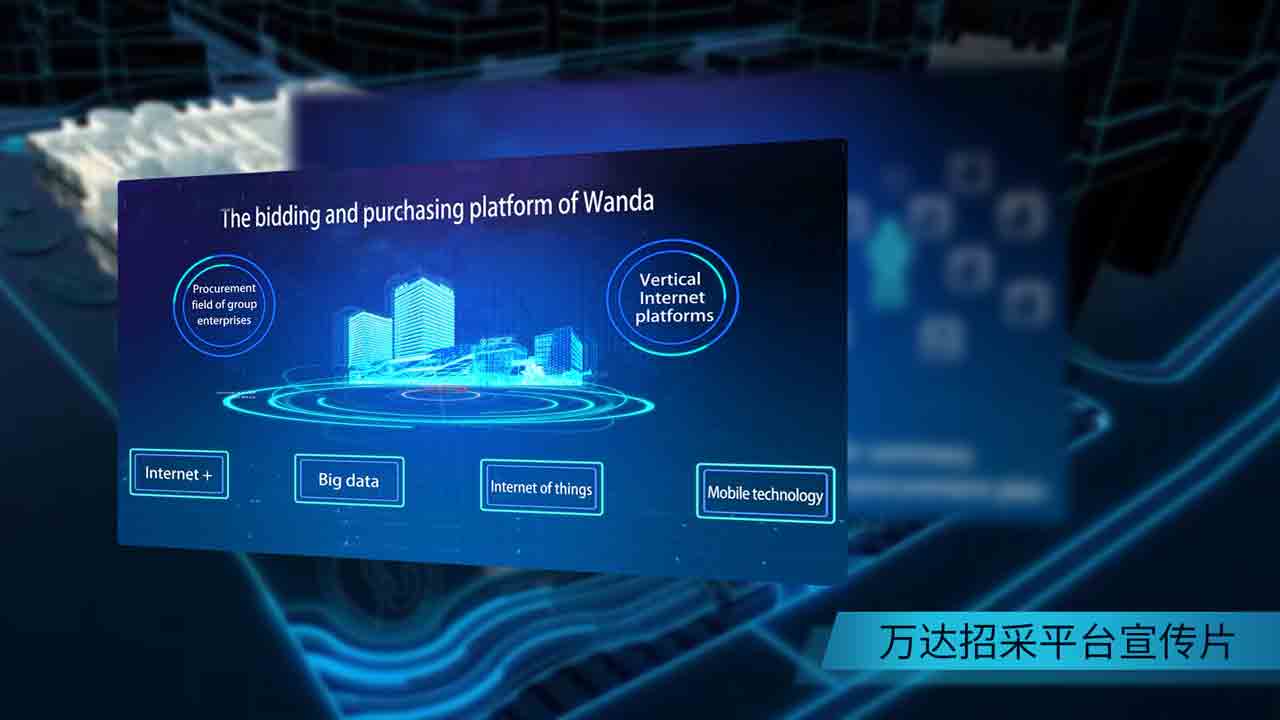 The bidding and purchasing platform of Wanda
Procurement
field of group
enterprises
Vertical
Internet
platforms
Internet +
Big data
Internet of things
Mobile technology
万达招采平台宣传片